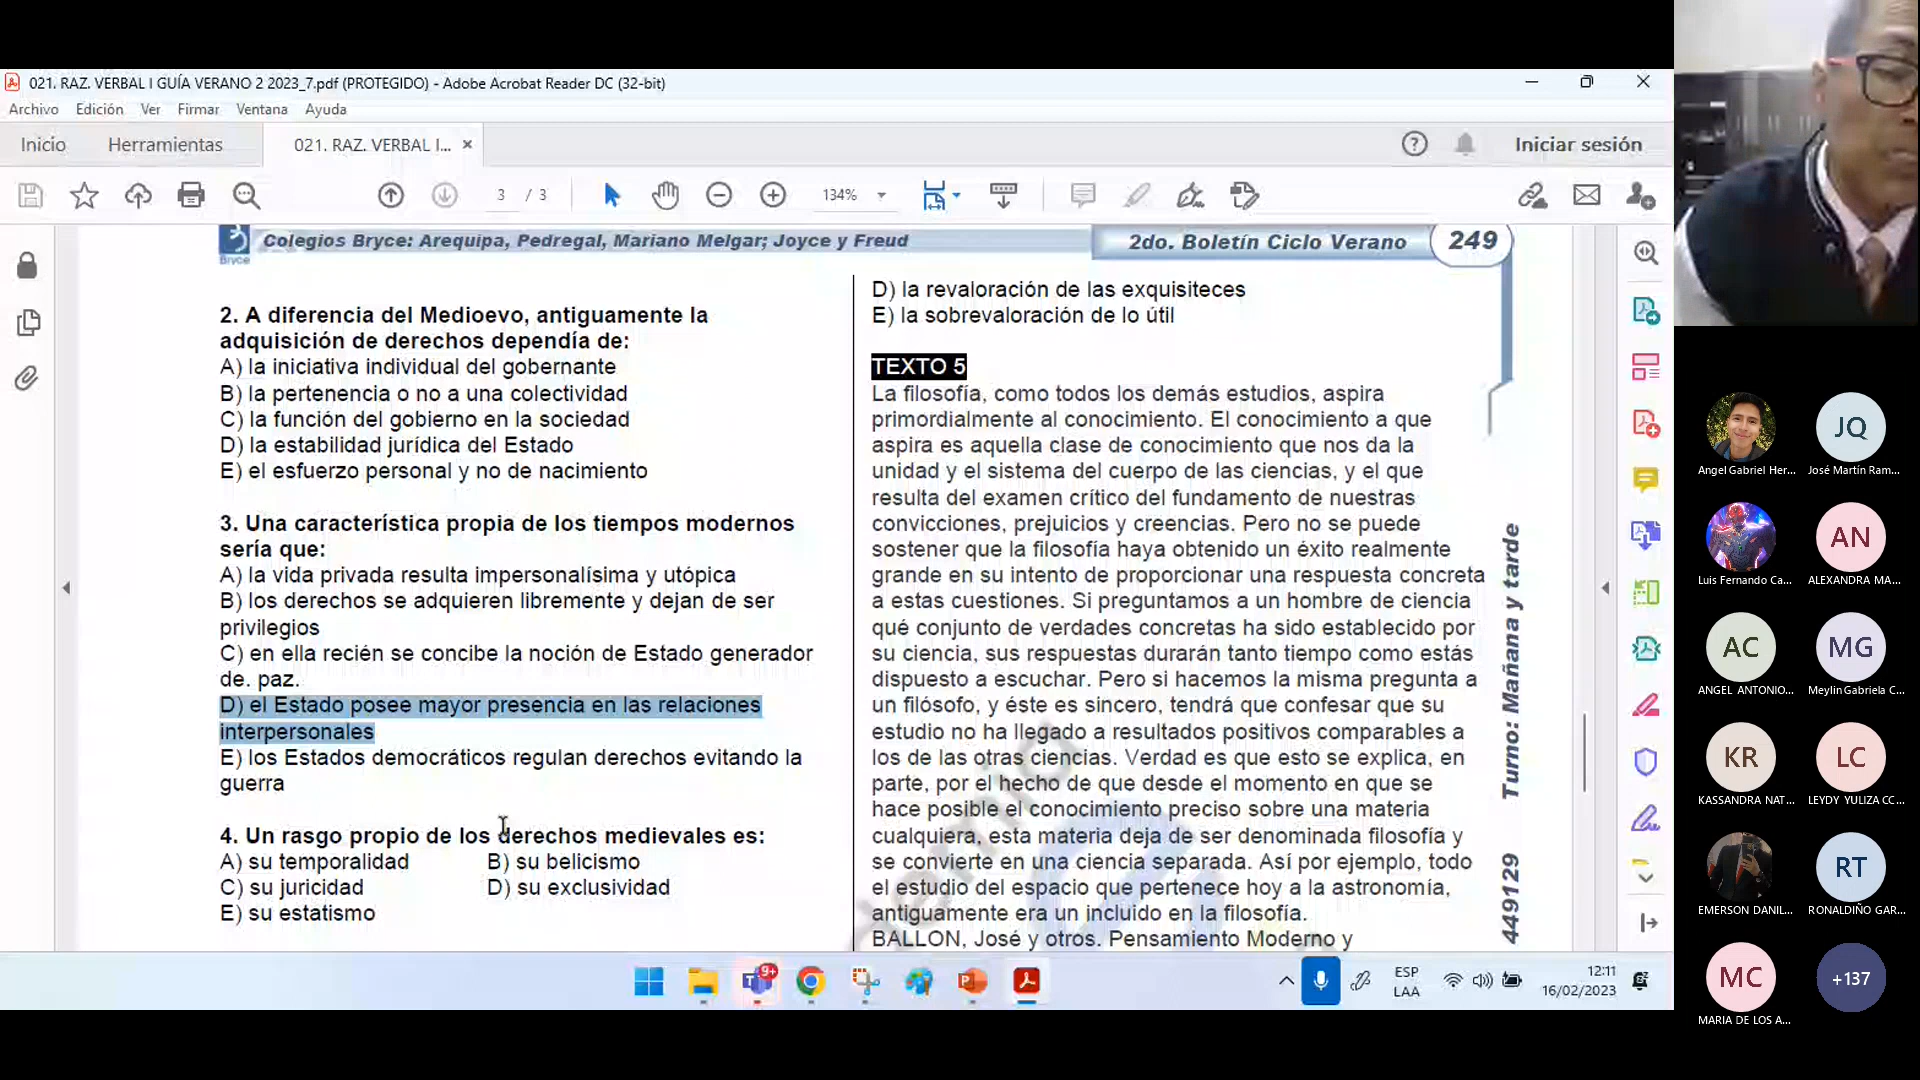 021. RAZ. VERBAL I GUÍA VERANO 2 2023_7.pdf (PROTEGIDO) - Adobe Acrobat Reader DC (32-bit)
Archivo Edición Ver Firmar Ventana Ayuda
Inicio Herramientas 021. RAZ. VERBAL I... × Iniciar sesión
3 / 3 134%
Bryce
Colegios Bryce: Arequipa, Pedregal, Mariano Melgar; Joyce y Freud
2do. Boletín Ciclo Verano 249
2. A diferencia del Medioevo, antiguamente la
adquisición de derechos dependía de:
A) la iniciativa individual del gobernante
B) la pertenencia o no a una colectividad
C) la función del gobierno en la sociedad
D) la estabilidad jurídica del Estado
E) el esfuerzo personal y no de nacimiento
3. Una característica propia de los tiempos modernos
sería que:
A) la vida privada resulta impersonalísima y utópica
B) los derechos se adquieren libremente y dejan de ser
privilegios
C) en ella recién se concibe la noción de Estado generador
de. paz.
D) el Estado posee mayor presencia en las relaciones
interpersonales
E) los Estados democráticos regulan derechos evitando la
guerra
4. Un rasgo propio de los derechos medievales es:
A) su temporalidad B) su belicismo
C) su juricidad D) su exclusividad
E) su estatismo
D) la revaloración de las exquisiteces
E) la sobrevaloración de lo útil
TEXTO 5
La filosofía, como todos los demás estudios, aspira
primordialmente al conocimiento. El conocimiento a que
aspira es aquella clase de conocimiento que nos da la
unidad y el sistema del cuerpo de las ciencias, y el que
resulta del examen crítico del fundamento de nuestras
convicciones, prejuicios y creencias. Pero no se puede
sostener que la filosofía haya obtenido un éxito realmente
grande en su intento de proporcionar una respuesta concreta
a estas cuestiones. Si preguntamos a un hombre de ciencia
qué conjunto de verdades concretas ha sido establecido por
su ciencia, sus respuestas durarán tanto tiempo como estás
dispuesto a escuchar. Pero si hacemos la misma pregunta a
un filósofo, y éste es sincero, tendrá que confesar que su
estudio no ha llegado a resultados positivos comparables a
los de las otras ciencias. Verdad es que esto se explica, en
parte, por el hecho de que desde el momento en que se
hace posible el conocimiento preciso sobre una materia
cualquiera, esta materia deja de ser denominada filosofía y
se convierte en una ciencia separada. Así por ejemplo, todo
el estudio del espacio que pertenece hoy a la astronomía,
antiguamente era un incluido en la filosofía.
BALLON, José y otros. Pensamiento Moderno y
449129 Turno: Mañana y tarde
9+
ESP
LAA
12:11
16/02/2023
Angel Gabriel Her...
JQ
José Martín Ram...
Luis Fernando Ca...
AN
ALEXANDRA MA...
AC
ANGEL ANTONIO...
MG
Meylin Gabriela C...
KR
KASSANDRA NAT...
LC
LEYDY YULIZA CC...
EMERSON DANIL...
RT
RONALDIÑO GAR...
MC
MARIA DE LOS A...
+137